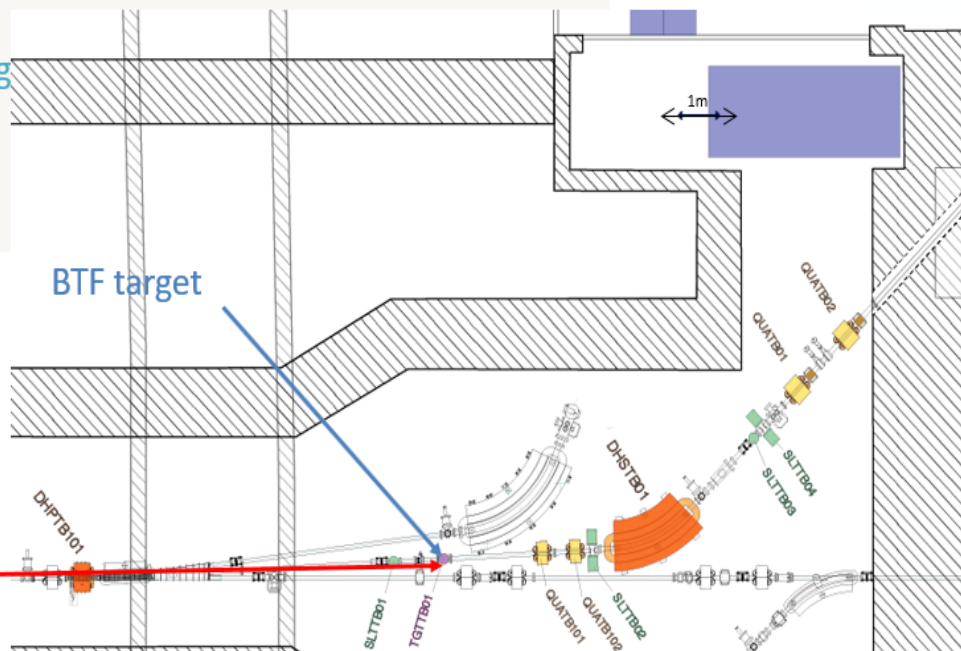 g
1m
BTF target
QUATB02
QUATB01
DHSTB01
SLTTB04
SLTTB03
DHPTB101
SLTTB01
TGTTB01
QUATB101
QUATB102
SLTTB02